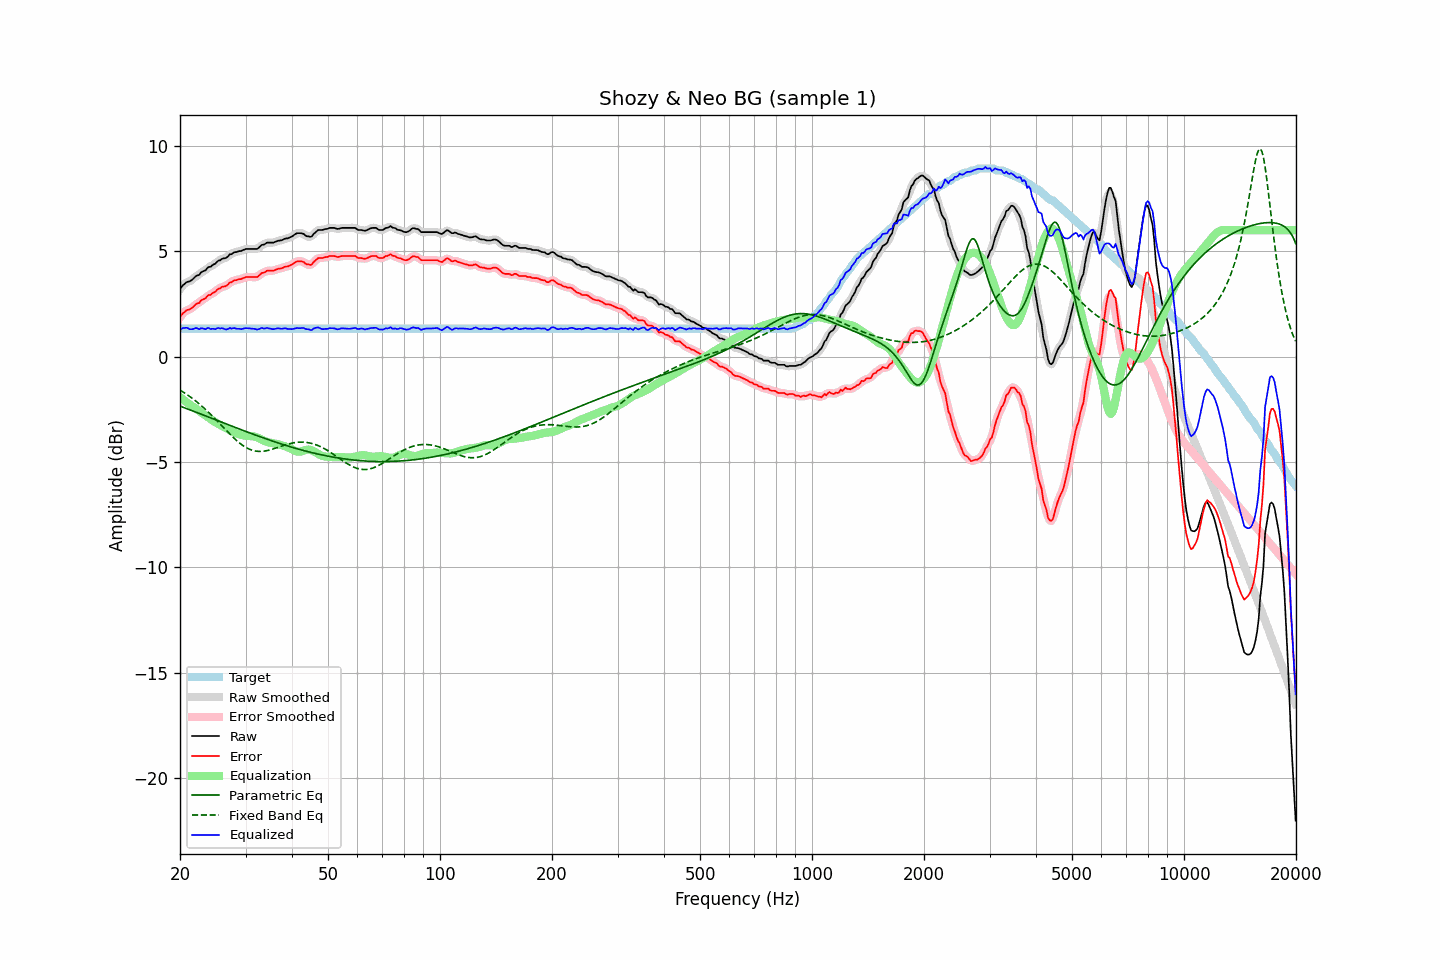 Shozy & Neo BG (sample 1)
10
5
0
−5
−10
−15
−20
Amplitude (dBr)
Target
Raw Smoothed
Error Smoothed
Raw
Error
Equalization
Parametric Eq
Fixed Band Eq
Equalized
20 50 100 200 500 1000 2000 5000 10000 20000
Frequency (Hz)